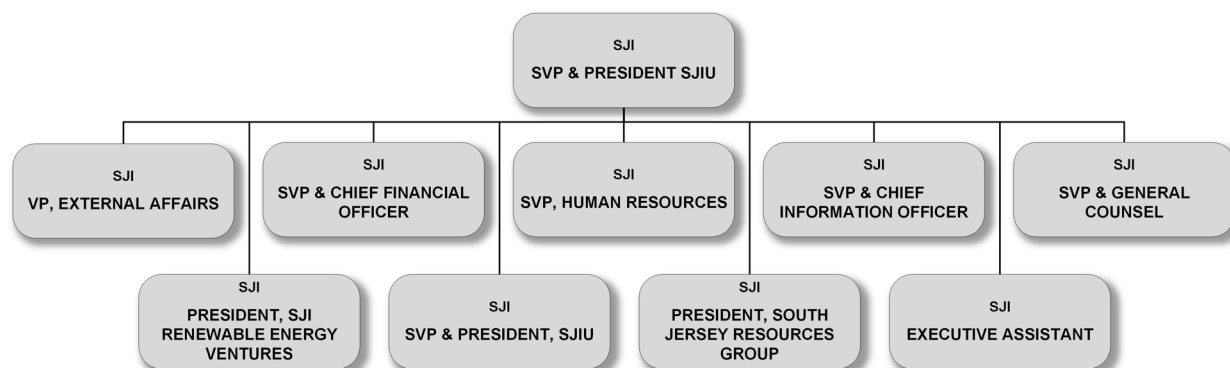 SJI
SVP & PRESIDENT SJIU
SJI
VP, EXTERNAL AFFAIRS
SJI
SVP & CHIEF FINANCIAL
OFFICER
SJI
SVP, HUMAN RESOURCES
SJI
SVP & CHIEF
INFORMATION OFFICER
SJI
SVP & GENERAL
COUNSEL
SJI
PRESIDENT, SJI
RENEWABLE ENERGY
VENTURES
SJI
SVP & PRESIDENT, SJIU
SJI
PRESIDENT, SOUTH
JERSEY RESOURCES
GROUP
SJI
EXECUTIVE ASSISTANT